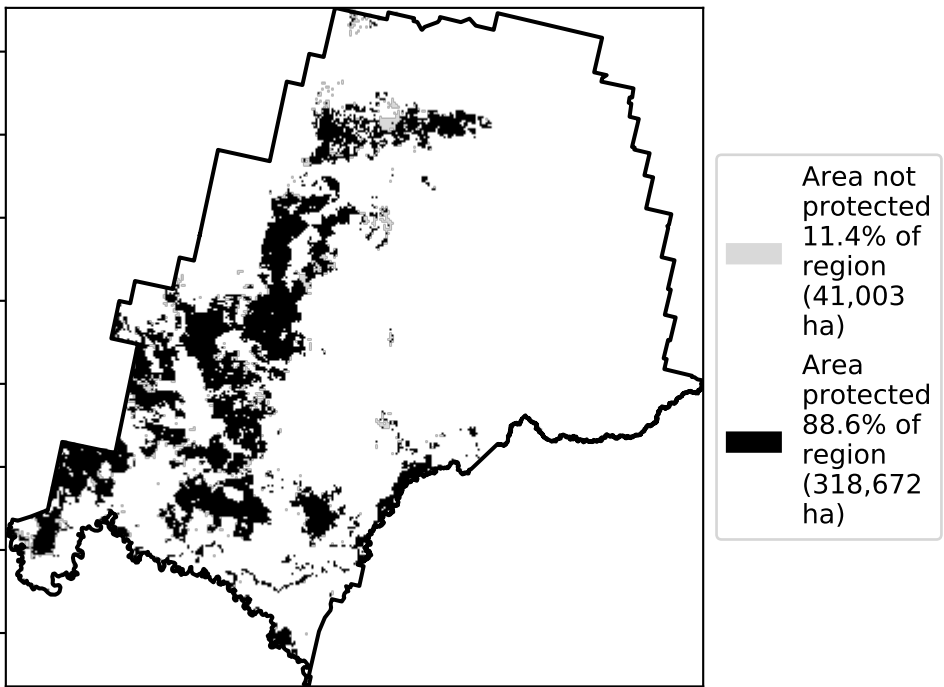 Area not
protected
11.4% of
region
(41,003
ha)
Area
protected
88.6% of
region
(318,672
ha)